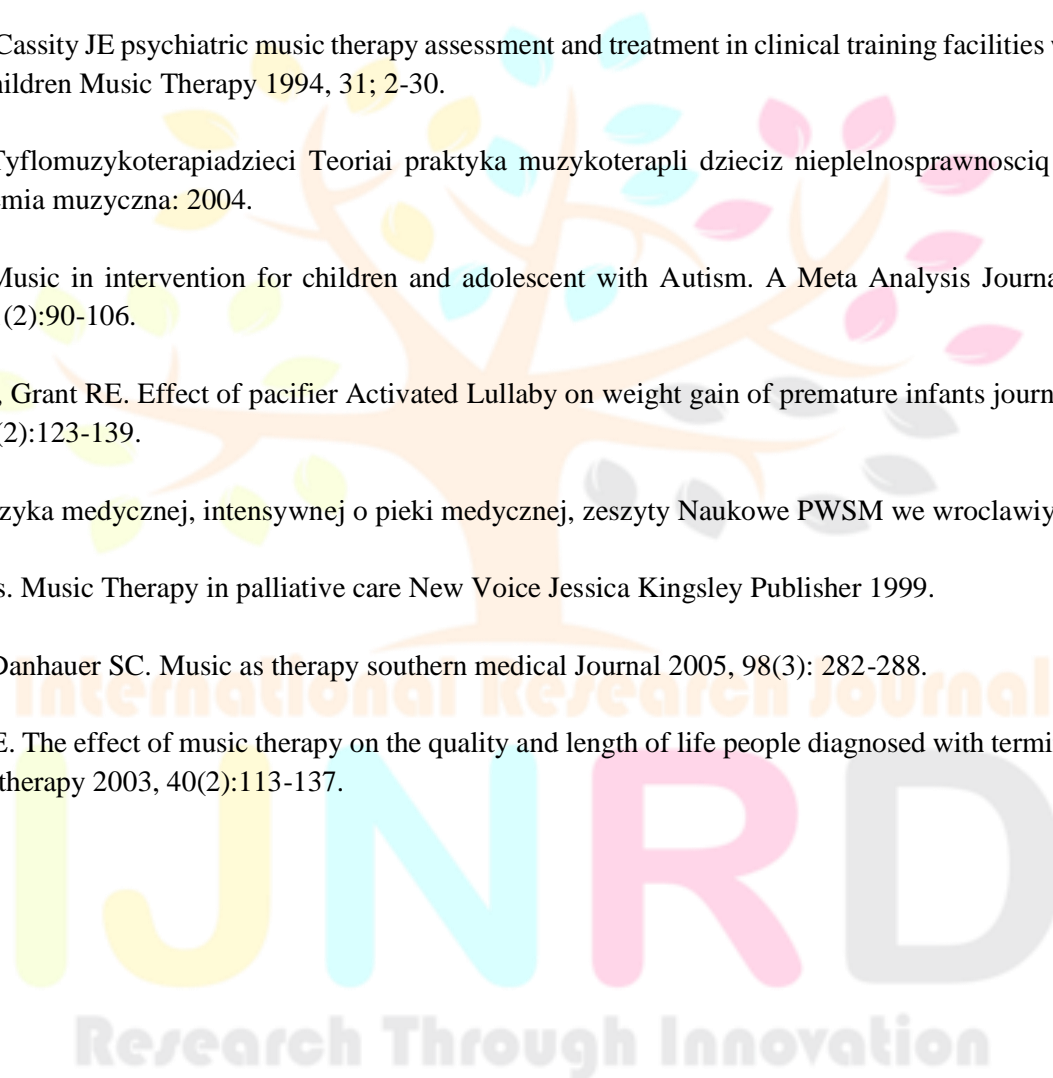 Cassity JE psychiatric music therapy assessment and treatment in clinical training facilities
hildren Music Therapy 1994, 31; 2-30.
Tyflomuzykoterapiadzieci Teoriai praktyka muzykoterapli dzieciz nieplelnosprawnosciq
mia muzyczna: 2004.
Music in intervention for children and adolescent with Autism. A Meta Analysis Journa
(2):90-106.
, Grant RE. Effect of pacifier Activated Lullaby on weight gain of premature infants journ
(2):123-139.
zyka medycznej, intensywnej o pieki medycznej, zeszyty Naukowe PWSM we wroclawiy
s. Music Therapy in palliative care New Voice Jessica Kingsley Publisher 1999.
Danhauer SC. Music as therapy southern medical Journal 2005, 98(3): 282-288.
International Research Journal
E. The effect of music therapy on the quality and length of life people diagnosed with termi
therapy 2003, 40(2):113-137.
IJNRD
Research Through Innovation